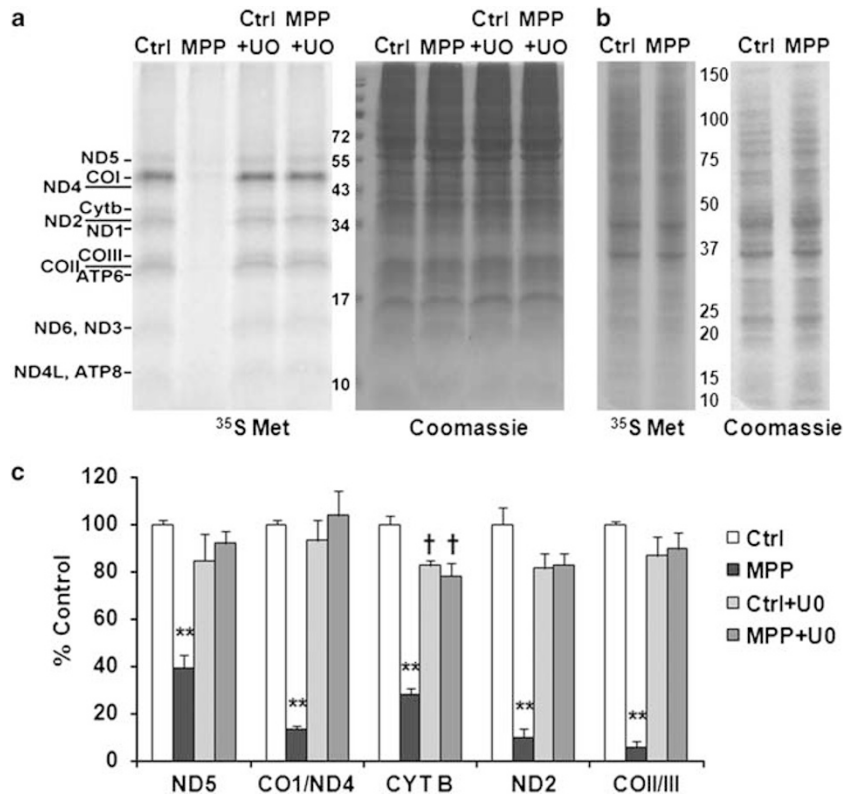 a
Ctrl MPP
Ctrl MPP +UO +UO
Ctrl MPP
Ctrl MPP +UO +UO
ND5
COI
ND4
Cytb
ND2
ND1
COIII
COII
ATP6
ND6, ND3
ND4L, ATP8
72
55
43
34
17
10
³⁵S Met
Coomassie
b
Ctrl MPP
Ctrl MPP
150
100
75
50
37
25
20
15
10
³⁵S Met
Coomassie
c
% Control
120
100
80
60
40
20
0
**
**
**
†
†
**
**
ND5
CO1/ND4
CYT B
ND2
COII/III
Ctrl
MPP
Ctrl+U0
MPP+U0